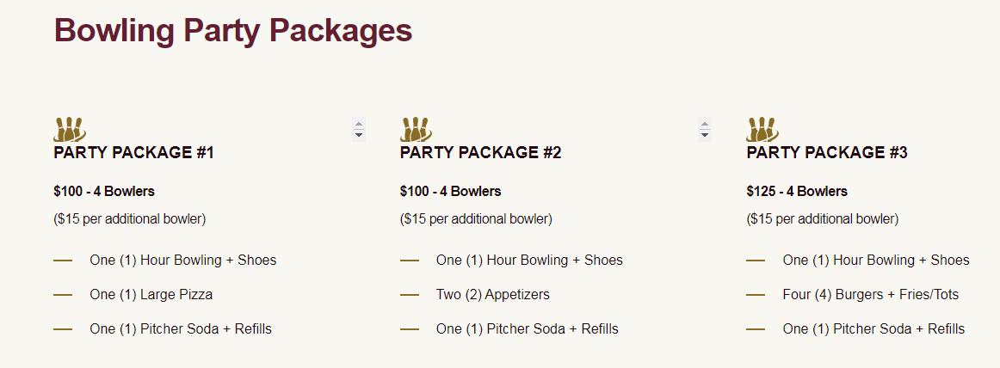 Bowling Party Packages
PARTY PACKAGE #1
$100 - 4 Bowlers
($15 per additional bowler)
One (1) Hour Bowling + Shoes
One (1) Large Pizza
One (1) Pitcher Soda + Refills
PARTY PACKAGE #2
$100 - 4 Bowlers
($15 per additional bowler)
One (1) Hour Bowling + Shoes
Two (2) Appetizers
One (1) Pitcher Soda + Refills
PARTY PACKAGE #3
$125 - 4 Bowlers
($15 per additional bowler)
One (1) Hour Bowling + Shoes
Four (4) Burgers + Fries/Tots
One (1) Pitcher Soda + Refills